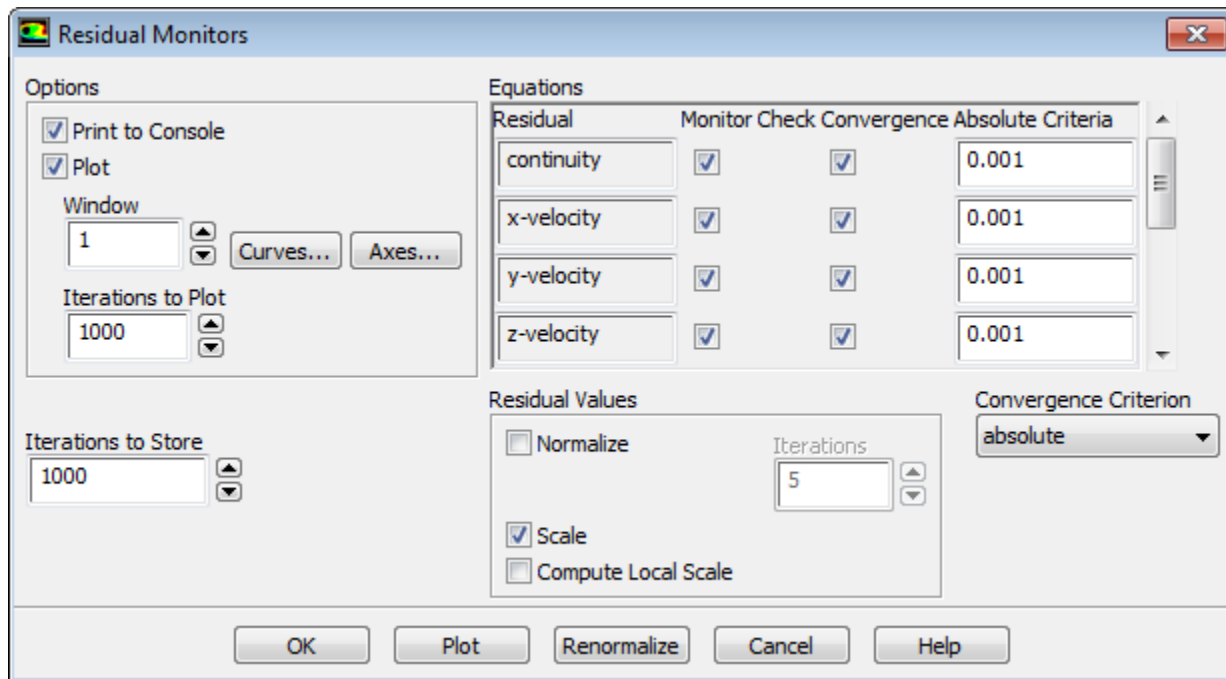 Residual Monitors
Options
Print to Console
Plot
Window
1
Curves... Axes...
Iterations to Plot
1000
Iterations to Store
1000
Equations
Residual Monitor Check Convergence Absolute Criteria
continuity 0.001
x-velocity 0.001
y-velocity 0.001
z-velocity 0.001
Residual Values
Normalize
Iterations
5
Scale
Compute Local Scale
Convergence Criterion
absolute
OK Plot Renormalize Cancel Help